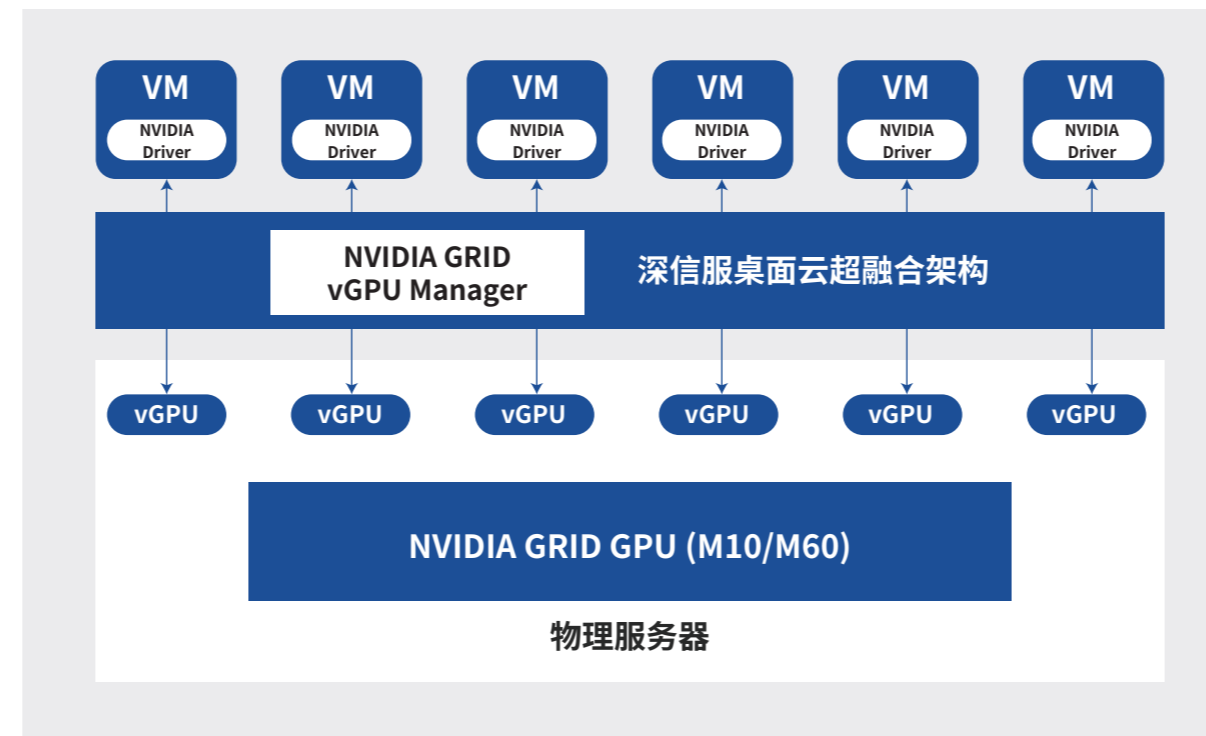 VM
NVIDIA
Driver
VM
NVIDIA
Driver
VM
NVIDIA
Driver
VM
NVIDIA
Driver
VM
NVIDIA
Driver
VM
NVIDIA
Driver
NVIDIA GRID
vGPU Manager
深信服桌面云超融合架构
vGPU
vGPU
vGPU
vGPU
vGPU
vGPU
NVIDIA GRID GPU (M10/M60)
物理服务器